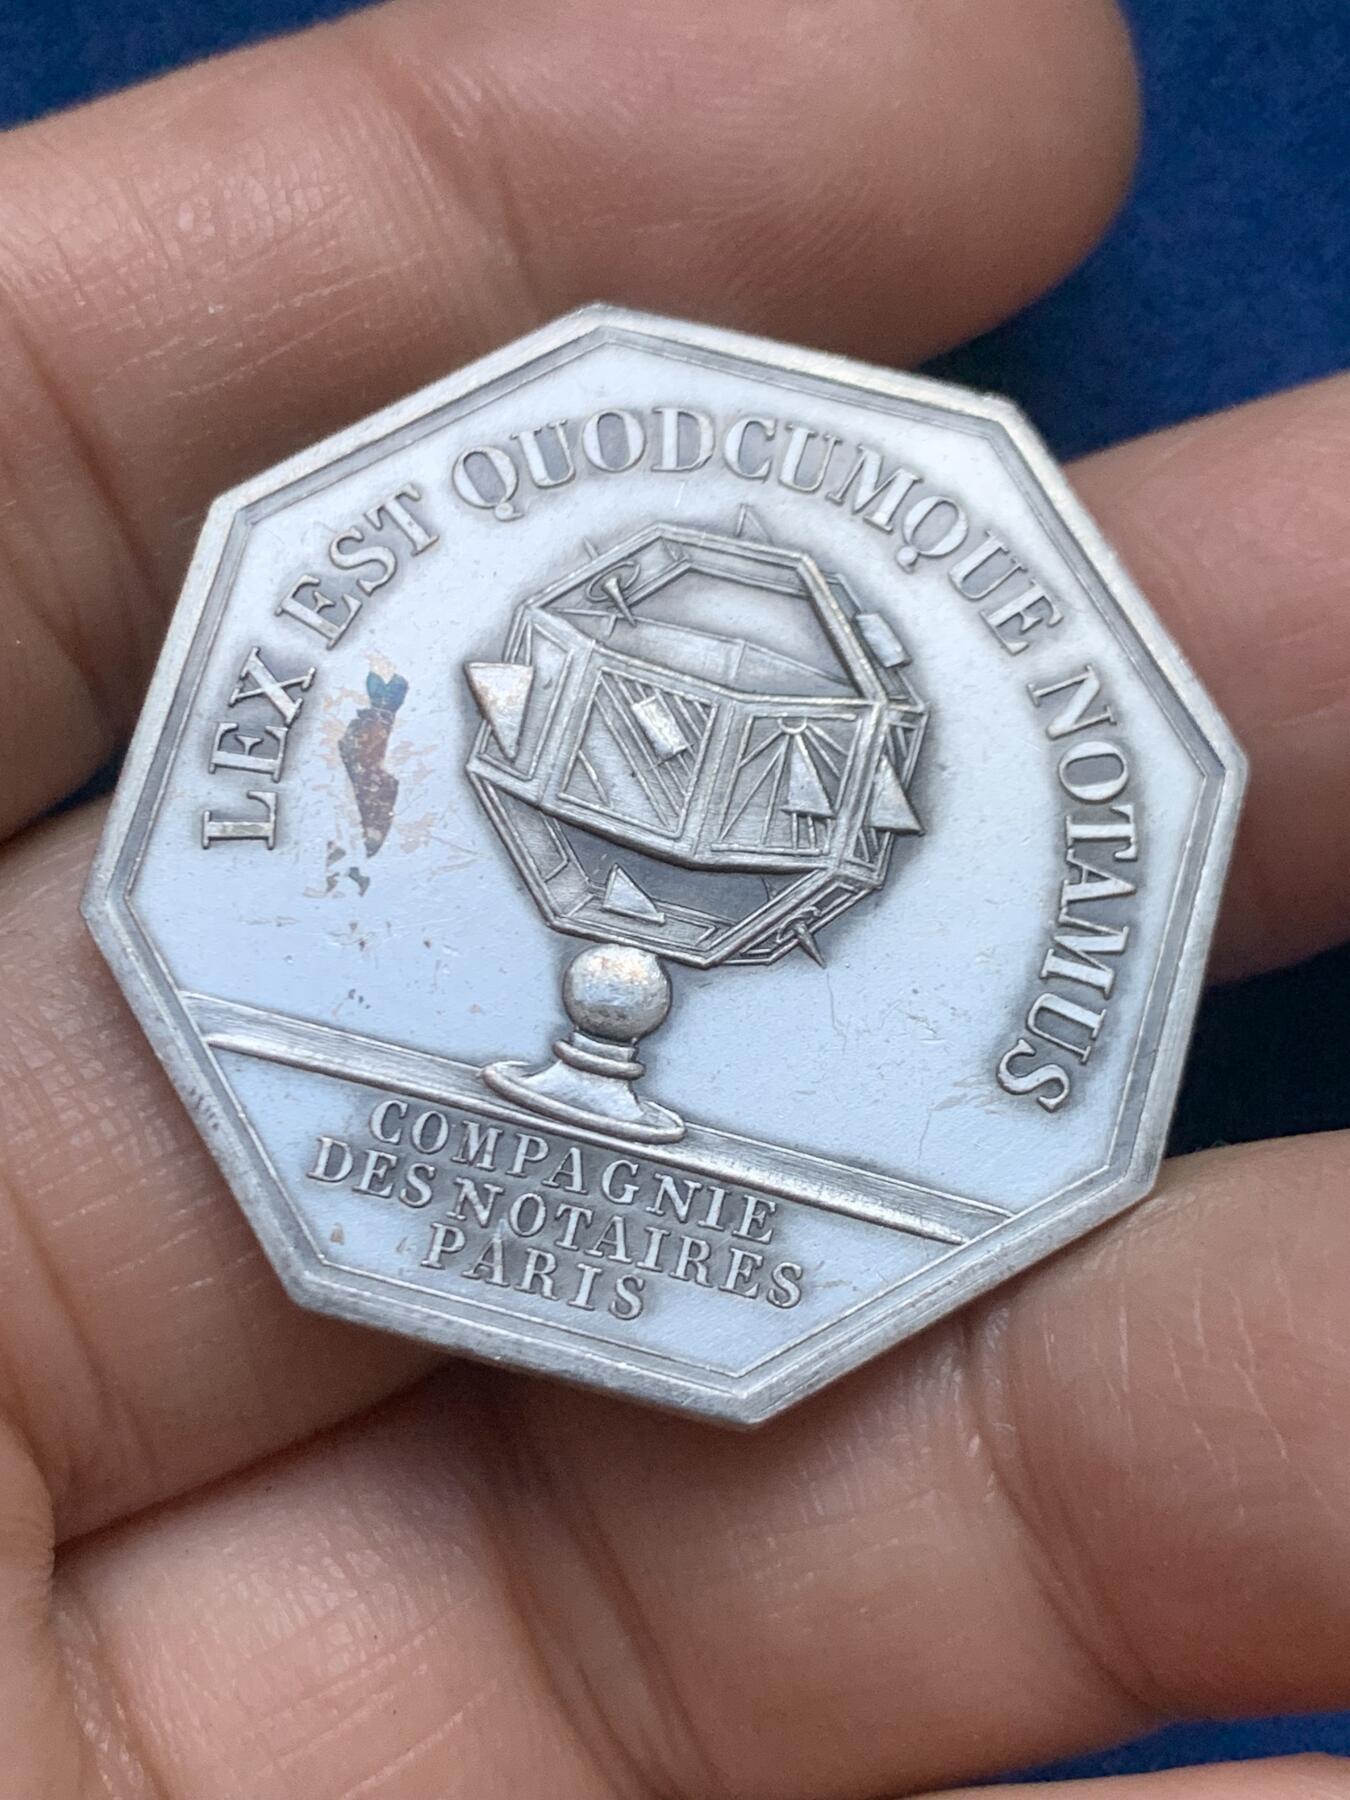 LEX EST QUODCUMQUE NOTAMUS
COMPAGNIE
DES NOTAIRES
PARIS